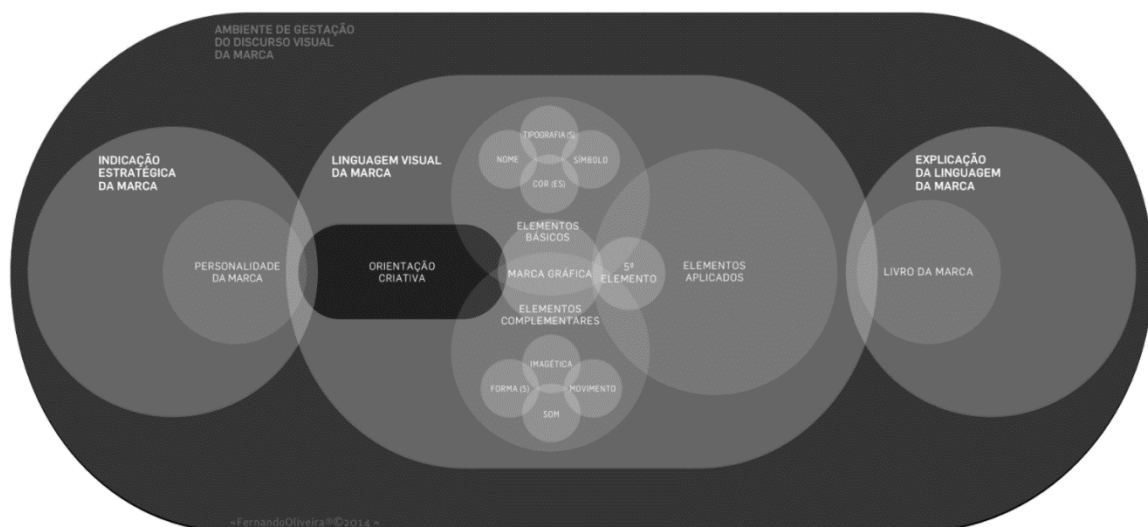 AMBIENTE DE GESTAÇÃO
DO DISCURSO VISUAL
DA MARCA
INDICAÇÃO
ESTRATÉGICA
DA MARCA
PERSONALIDADE
DA MARCA
LINGUAGEM VISUAL
DA MARCA
ORIENTAÇÃO
CRIATIVA
TIPOGRAFIA (S)
NOME
SÍMBOLO
COR (ES)
ELEMENTOS
BÁSICOS
MARCA GRÁFICA
ELEMENTOS
COMPLEMENTARES
IMAGÉTICA
FORMA (S)
MOVIMENTO
SOM
5º
ELEMENTO
ELEMENTOS
APLICADOS
EXPLICAÇÃO
DA LINGUAGEM
DA MARCA
LIVRO DA MARCA
~FernandoOliveira®©2014 ~